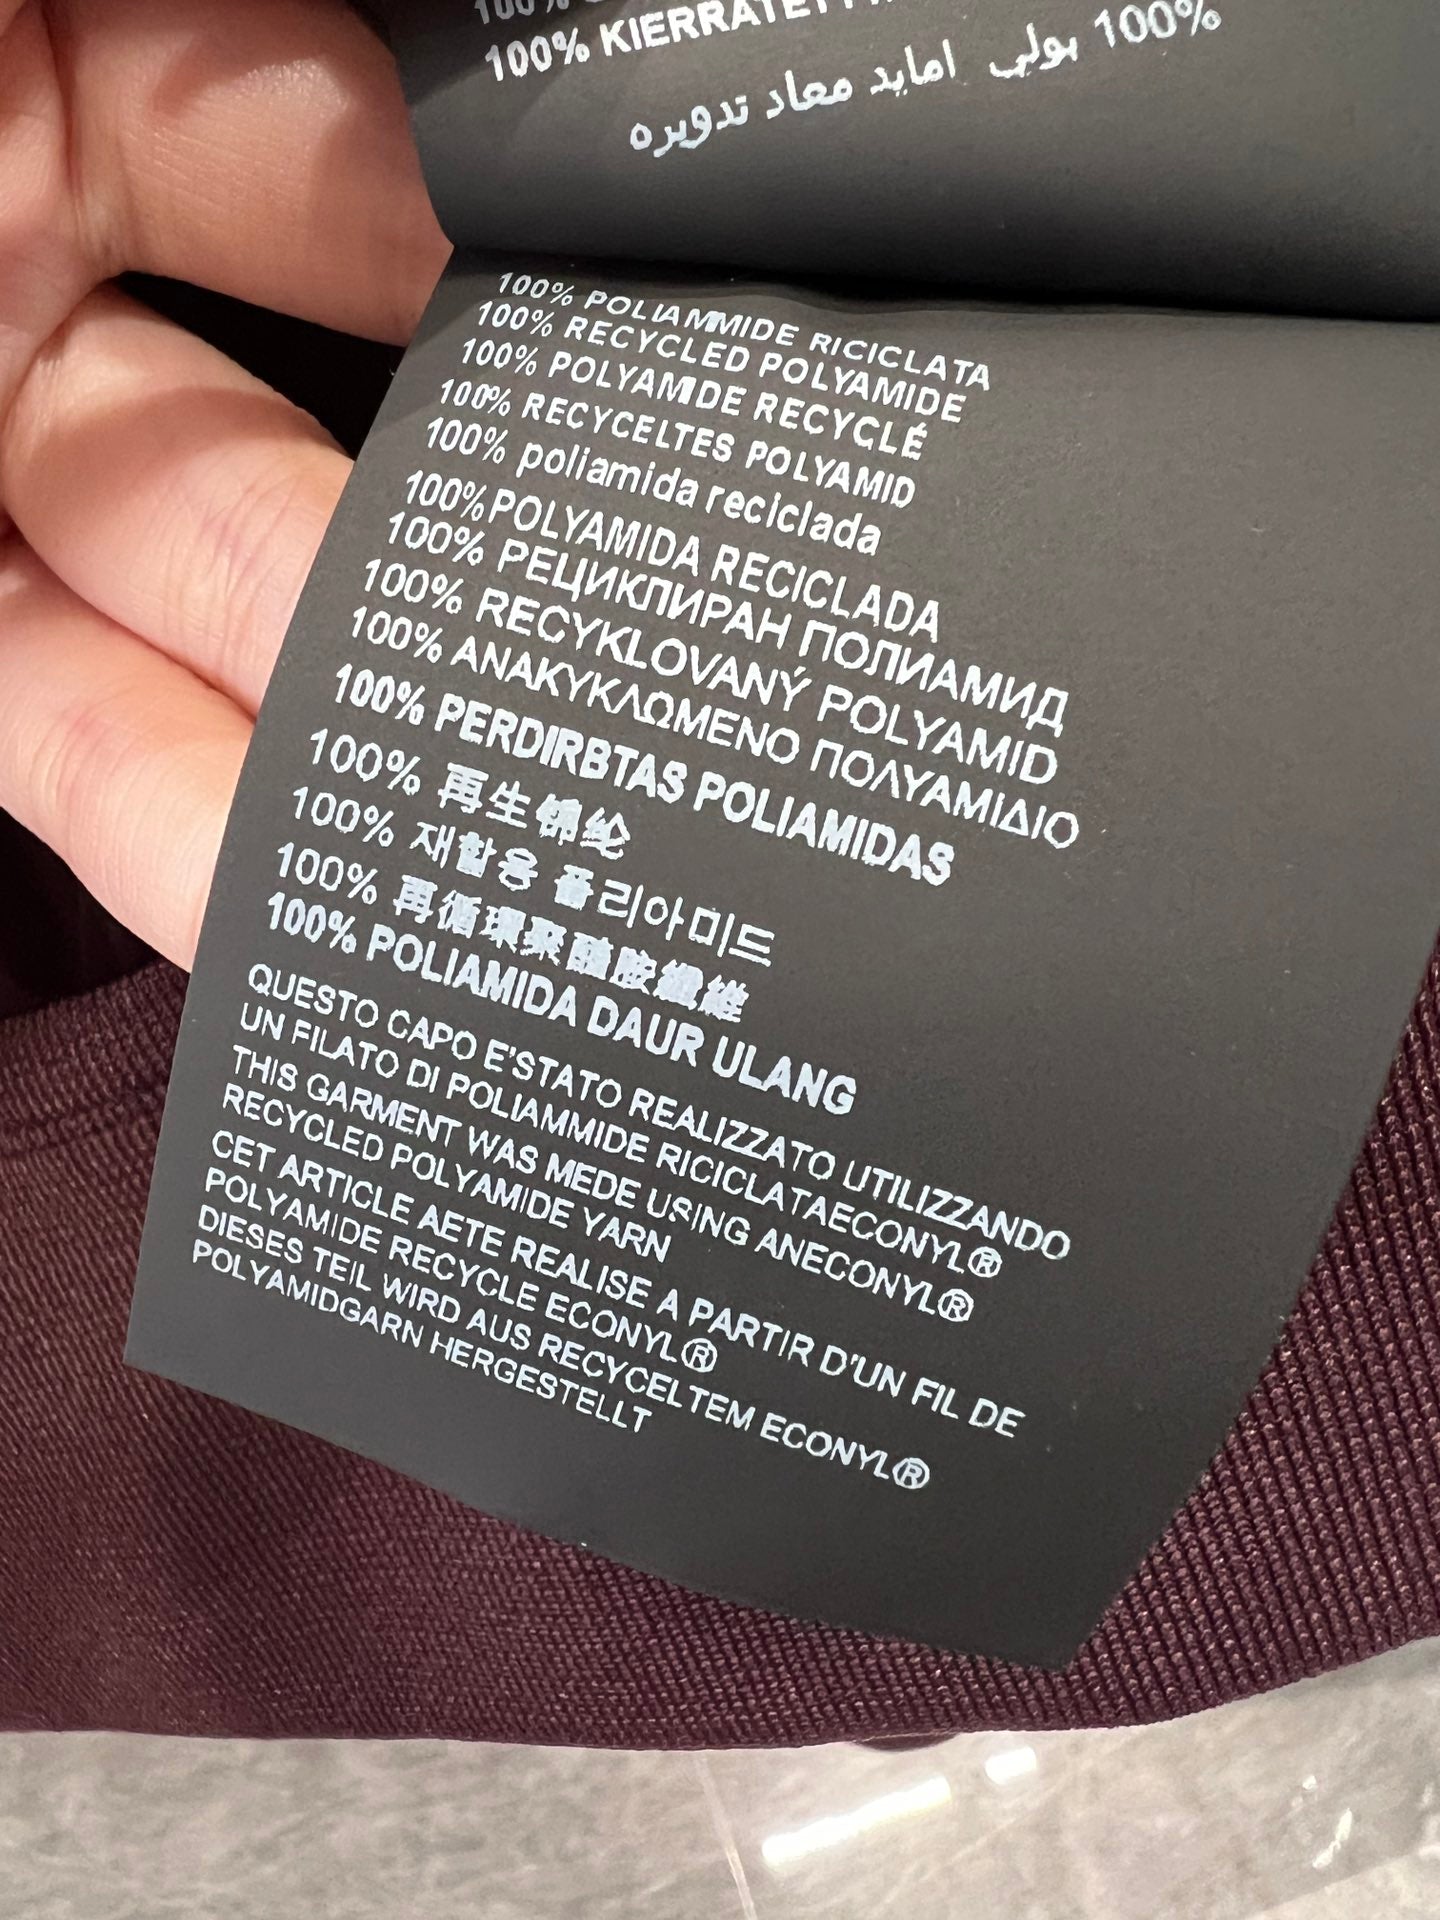 100%
100% KIERRÄTETT
100% بولي امايد معاد تدويره
100% POLIAMMIDE RICICLATA
100% RECYCLED POLYAMIDE
100% POLYAMIDE RECYCLÉ
100% RECYCELTES POLYAMID
100% poliamida reciclada
100%POLYAMIDA RECICLADA
100% РЕЦИКЛИРАН ПОЛИАМИД
100% RECYKLOVANÝ POLYAMID
100% ΑΝΑΚΥΚΛΩΜΕΝΟ ΠΟΛΥΑΜΙΔΙΟ
100% PERDIRBTAS POLIAMIDAS
100% 再生锦纶
100% 재활용 폴리아미드
100% 再循環聚醯胺纖維
100% POLIAMIDA DAUR ULANG
QUESTO CAPO E'STATO REALIZZATO UTILIZZANDO
UN FILATO DI POLIAMMIDE RICICLATAECONYL®
THIS GARMENT WAS MEDE USING ANECONYL®
RECYCLED POLYAMIDE YARN
CET ARTICLE AETE REALISE A PARTIR D'UN FIL DE
POLYAMIDE RECYCLE ECONYL®
DIESES TEIL WIRD AUS RECYCELTEM ECONYL®
POLYAMIDGARN HERGESTELLT